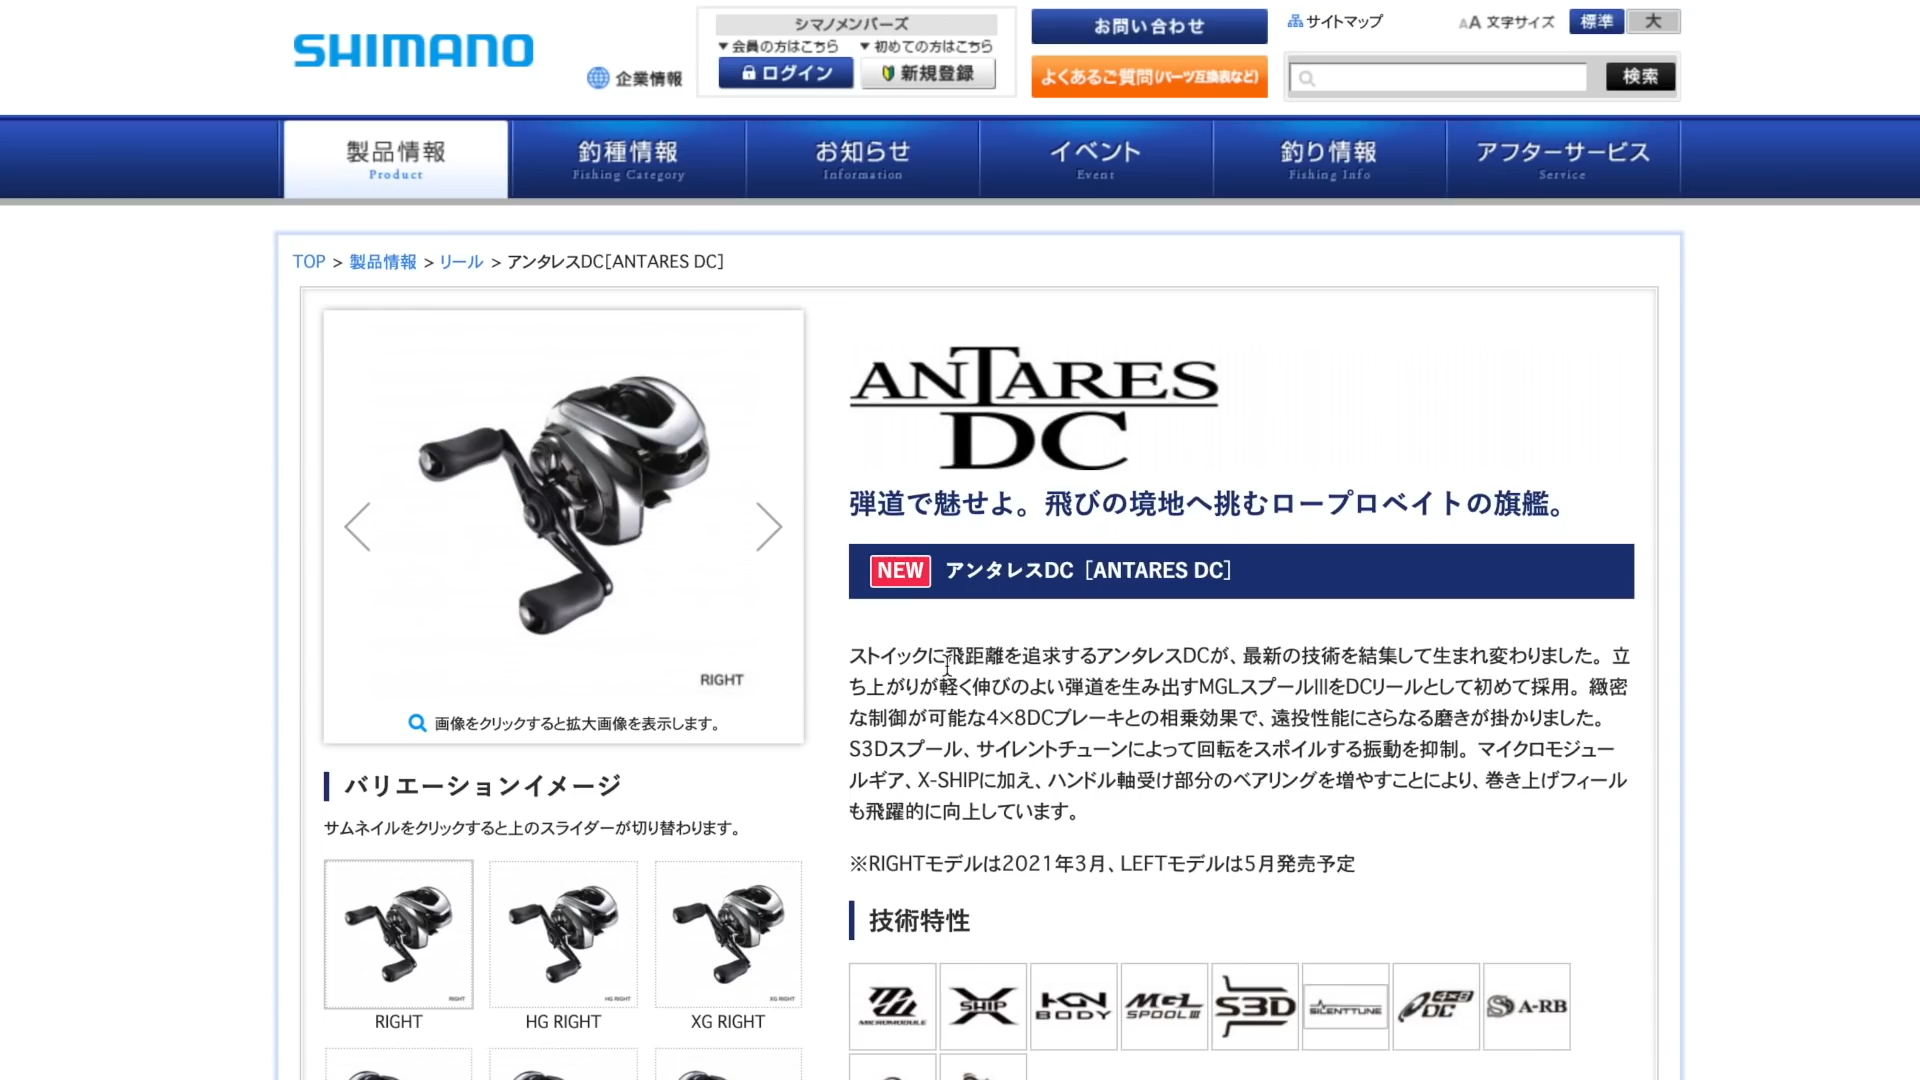 SHIMANO
企業情報
シマノメンバーズ
▼会員の方はこちら ▼初めての方はこちら
ログイン 新規登録
お問い合わせ
よくあるご質問(パーツ互換表など)
サイトマップ
AA 文字サイズ 標準 大
検索
製品情報 釣種情報 お知らせ イベント 釣り情報 アフターサービス
Product Fishing Category Information Event Fishing Info Service
TOP > 製品情報 > リール > アンタレスDC[ANTARES DC]
RIGHT
画像をクリックすると拡大画像を表示します。
バリエーションイメージ
サムネイルをクリックすると上のスライダーが切り替わります。
RIGHT HG RIGHT XG RIGHT
RIGHT HG RIGHT XG RIGHT
ANTARES
DC
弾道で魅せよ。飛びの境地へ挑むロープロベイトの旗艦。
NEW アンタレスDC［ANTARES DC］
ストイックに飛距離を追求するアンタレスDCが、最新の技術を結集して生まれ変わりました。立
ち上がりが軽く伸びのよい弾道を生み出すMGLスプールIIIをDCリールとして初めて採用。緻密
な制御が可能な4×8DCブレーキとの相乗効果で、遠投性能にさらなる磨きが掛かりました。
S3Dスプール、サイレントチューンによって回転をスポイルする振動を抑制。マイクロモジュー
ルギア、X-SHIPに加え、ハンドル軸受け部分のベアリングを増やすことにより、巻き上げフィール
も飛躍的に向上しています。
※RIGHTモデルは2021年3月、LEFTモデルは5月発売予定
技術特性
MICROMODULE X SHIP HAGANE BODY MGL SPOOL III S3D SILENTTUNE 4×8 DC S A-RB